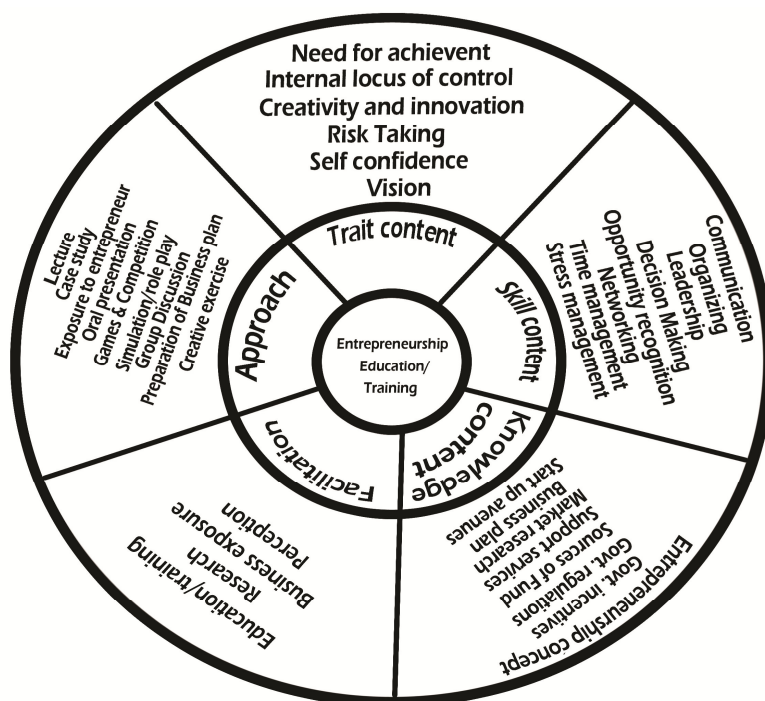 Need for achievent
Internal locus of control
Creativity and innovation
Risk Taking
Self confidence
Vision
Trait content
Communication
Organizing
Leadership
Decision Making
Opportunity recognition
Networking
Time management
Stress management
Skill content
Entrepreneurship
Education/
Training
Approach
Lecture
Case study
Exposure to entrepreneur
Oral presentation
Games & Competition
Simulation/role play
Group Discussion
Preparation of Business plan
Creative exercise
Knowledge
content
Entrepreneurship concept
Govt. incentives
Govt. regulations
Sources of Fund
Support services
Market research
Business plan
Start up avenues
Facilitation
Education/training
Research
Business exposure
Perception